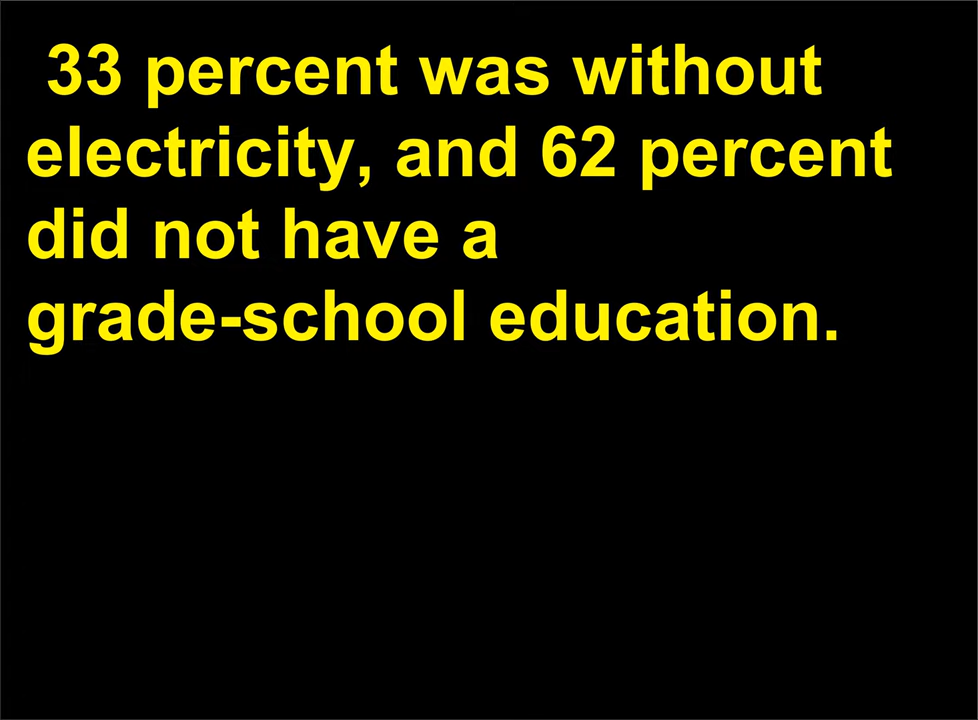 33 percent was without
electricity, and 62 percent
did not have a
grade-school education.